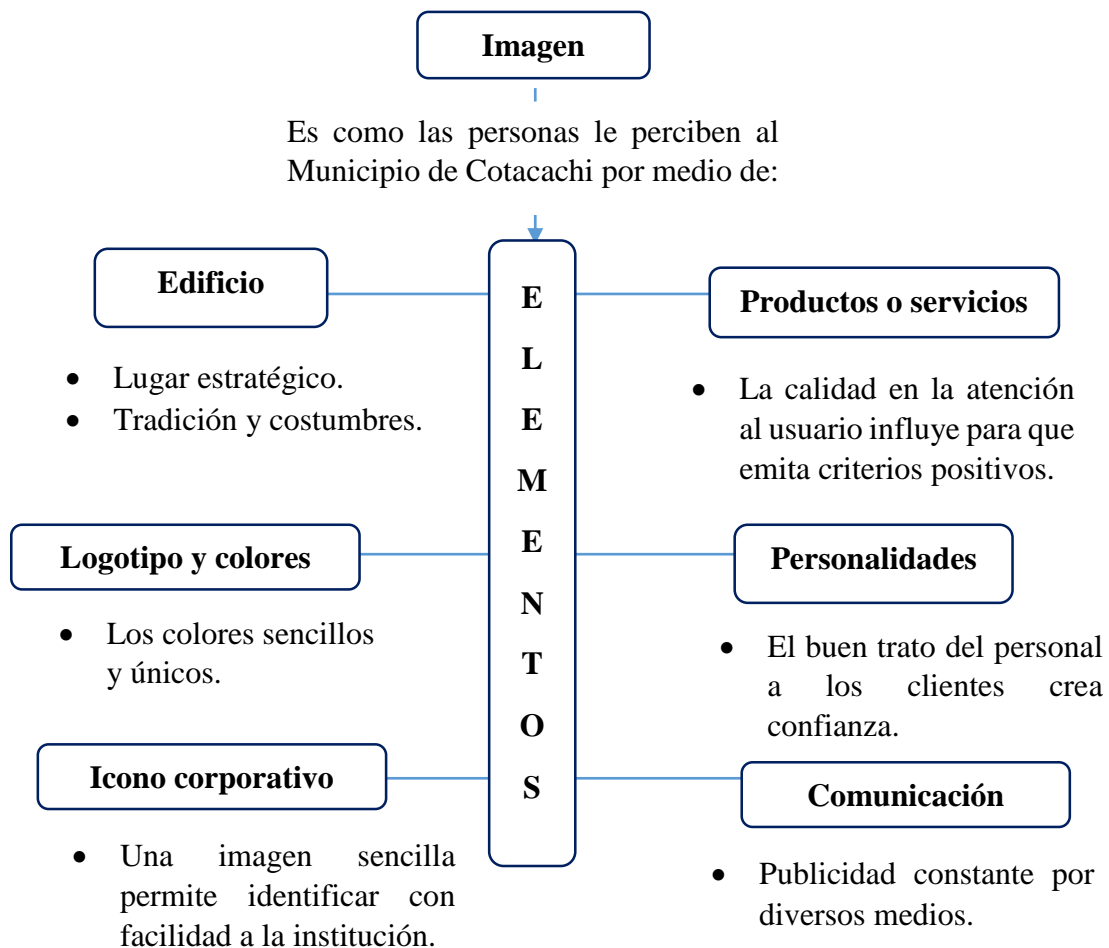 Imagen
Es como las personas le perciben al
Municipio de Cotacachi por medio de:
E
L
E
M
E
N
T
O
S
Edificio
• Lugar estratégico.
• Tradición y costumbres.
Productos o servicios
• La calidad en la atención
al usuario influye para que
emita criterios positivos.
Logotipo y colores
• Los colores sencillos
y únicos.
Personalidades
• El buen trato del personal
a los clientes crea
confianza.
Icono corporativo
• Una imagen sencilla
permite identificar con
facilidad a la institución.
Comunicación
• Publicidad constante por
diversos medios.